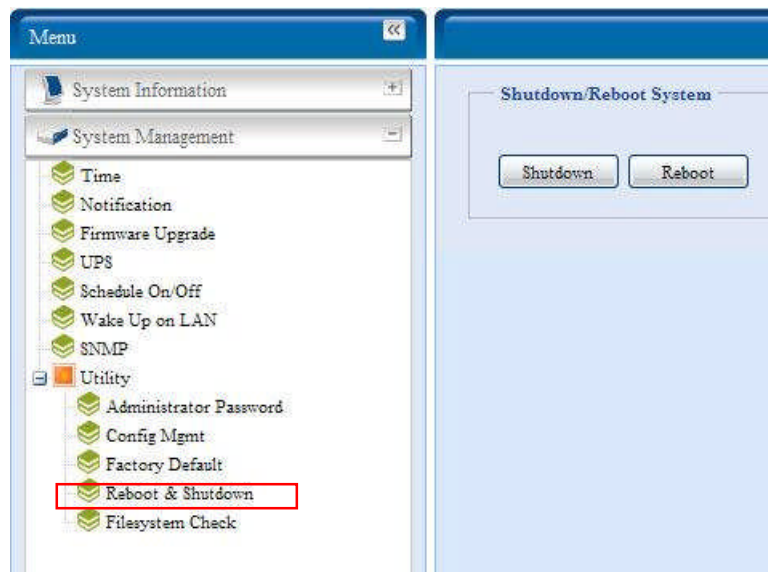 Menu
System Information
System Management
Time
Notification
Firmware Upgrade
UPS
Schedule On/Off
Wake Up on LAN
SNMP
Utility
Administrator Password
Config Mgmt
Factory Default
Reboot & Shutdown
Filesystem Check
Shutdown/Reboot System
Shutdown Reboot